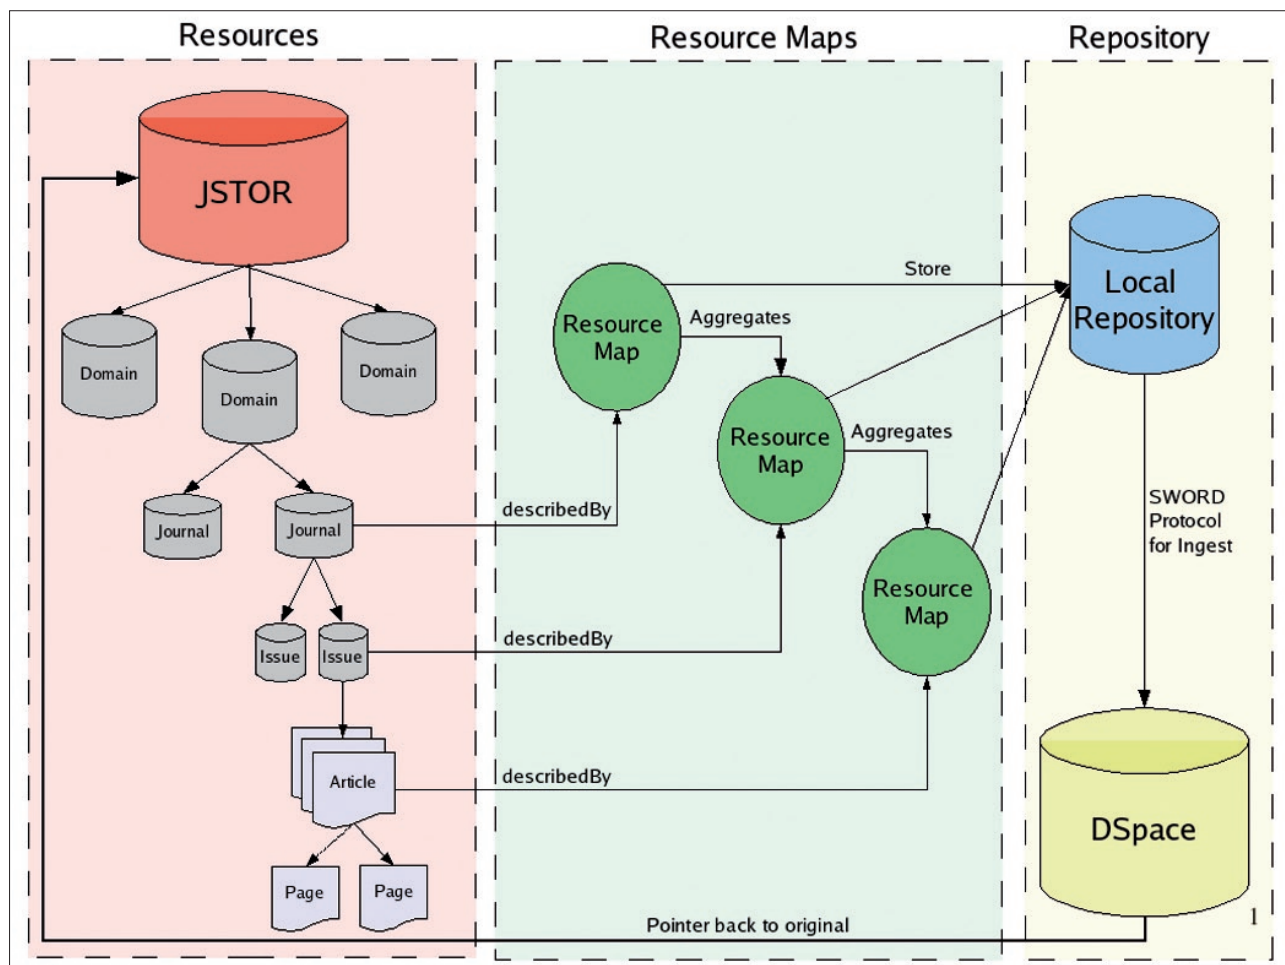 Resources
Resource Maps
Repository
JSTOR
Domain
Domain
Domain
Journal
Journal
Issue
Issue
Article
Page
Page
describedBy
describedBy
describedBy
Resource
Map
Aggregates
Resource
Map
Aggregates
Resource
Map
Store
Local
Repository
SWORD
Protocol
for Ingest
DSpace
1
Pointer back to original